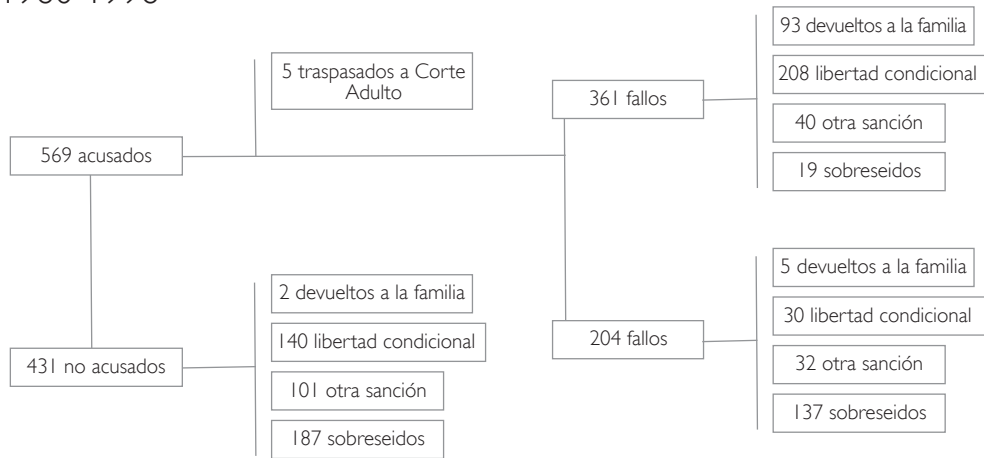 5 traspasados a Corte
Adulto
569 acusados
431 no acusados
2 devueltos a la familia
140 libertad condicional
101 otra sanción
187 sobreseidos
361 fallos
93 devueltos a la familia
208 libertad condicional
40 otra sanción
19 sobreseidos
204 fallos
5 devueltos a la familia
30 libertad condicional
32 otra sanción
137 sobreseidos